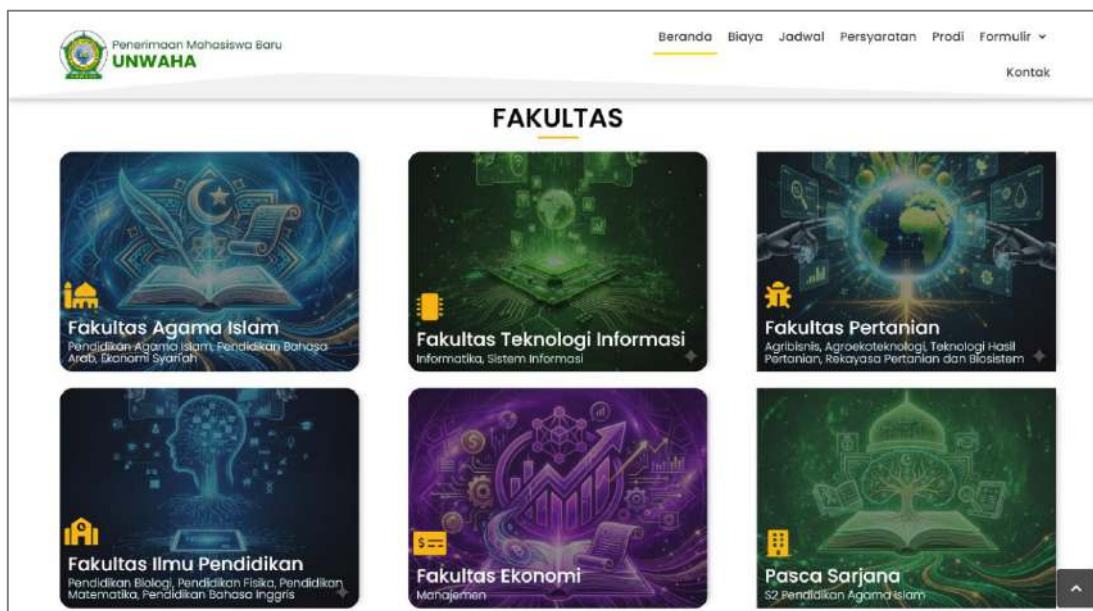 Penerimaan Mahasiswa Baru
UNWAHA
Beranda Biaya Jadwal Persyaratan Prodi Formulir
Kontak
FAKULTAS
Fakultas Agama Islam
Pendidikan Agama Islam, Pendidikan Bahasa
Arab, Ekonomi Syari'ah
Fakultas Teknologi Informasi
Informatika, Sistem Informasi
Fakultas Pertanian
Agribisnis, Agroekoteknologi, Teknologi Hasil
Pertanian, Rekayasa Pertanian dan Biosistem
Fakultas Ilmu Pendidikan
Pendidikan Biologi, Pendidikan Fisika, Pendidikan
Matematika, Pendidikan Bahasa Inggris
Fakultas Ekonomi
Manajemen
Pasca Sarjana
S2 Pendidikan Agama Islam